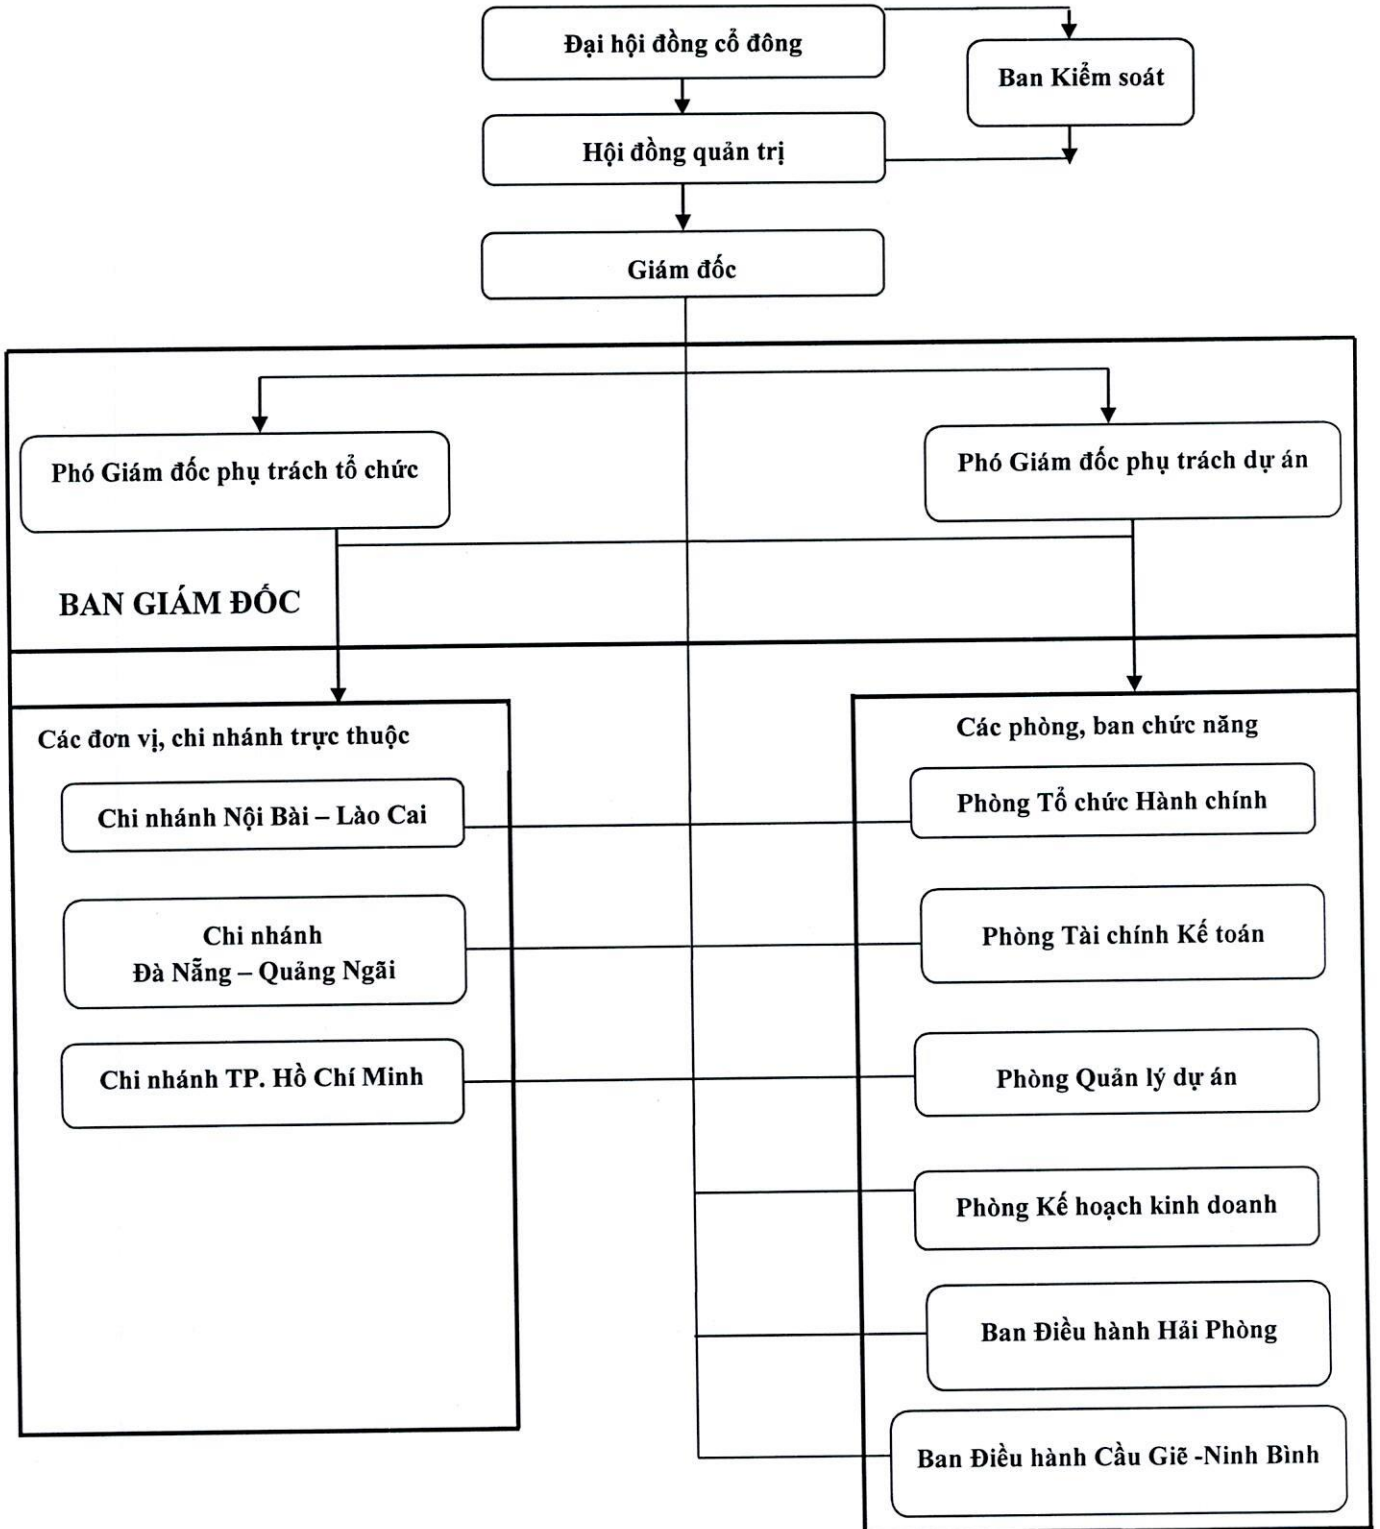 Đại hội đồng cổ đông
Ban Kiểm soát
Hội đồng quản trị
Giám đốc
Phó Giám đốc phụ trách tổ chức
Phó Giám đốc phụ trách dự án
BAN GIÁM ĐỐC
Các đơn vị, chi nhánh trực thuộc
Chi nhánh Nội Bài – Lào Cai
Chi nhánh
Đà Nẵng – Quảng Ngãi
Chi nhánh TP. Hồ Chí Minh
Các phòng, ban chức năng
Phòng Tổ chức Hành chính
Phòng Tài chính Kế toán
Phòng Quản lý dự án
Phòng Kế hoạch kinh doanh
Ban Điều hành Hải Phòng
Ban Điều hành Cầu Giẽ -Ninh Bình